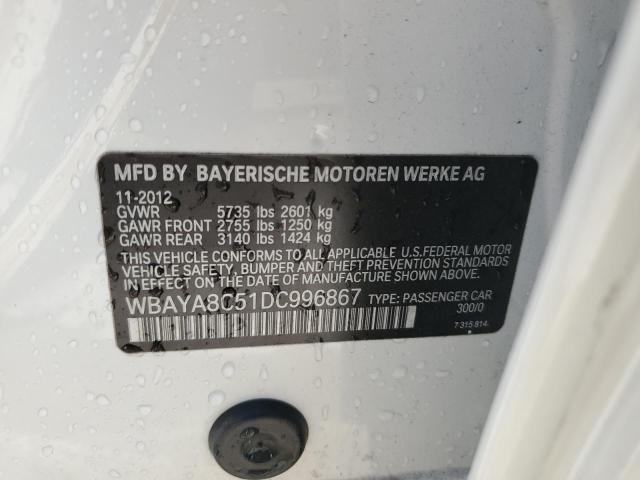 MFD BY BAYERISCHE MOTOREN WERKE AG
11-2012
GVWR 5735 lbs 2601 kg
GAWR FRONT 2755 lbs 1250 kg
GAWR REAR 3140 lbs 1424 kg
THIS VEHICLE CONFORMS TO ALL APPLICABLE U.S.FEDERAL MOTOR
VEHICLE SAFETY, BUMPER AND THEFT PREVENTION STANDARDS
IN EFFECT ON THE DATE OF MANUFACTURE SHOWN ABOVE.
WBAYA8C51DC996867 TYPE: PASSENGER CAR
300/0
7 315 814